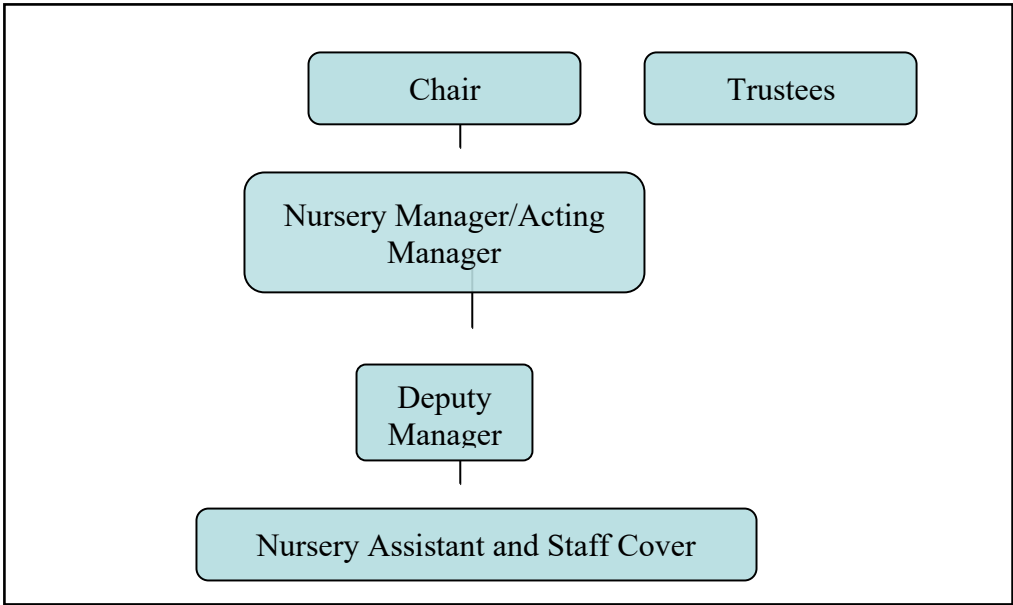 Chair
Trustees
Nursery Manager/Acting
Manager
Deputy
Manager
Nursery Assistant and Staff Cover